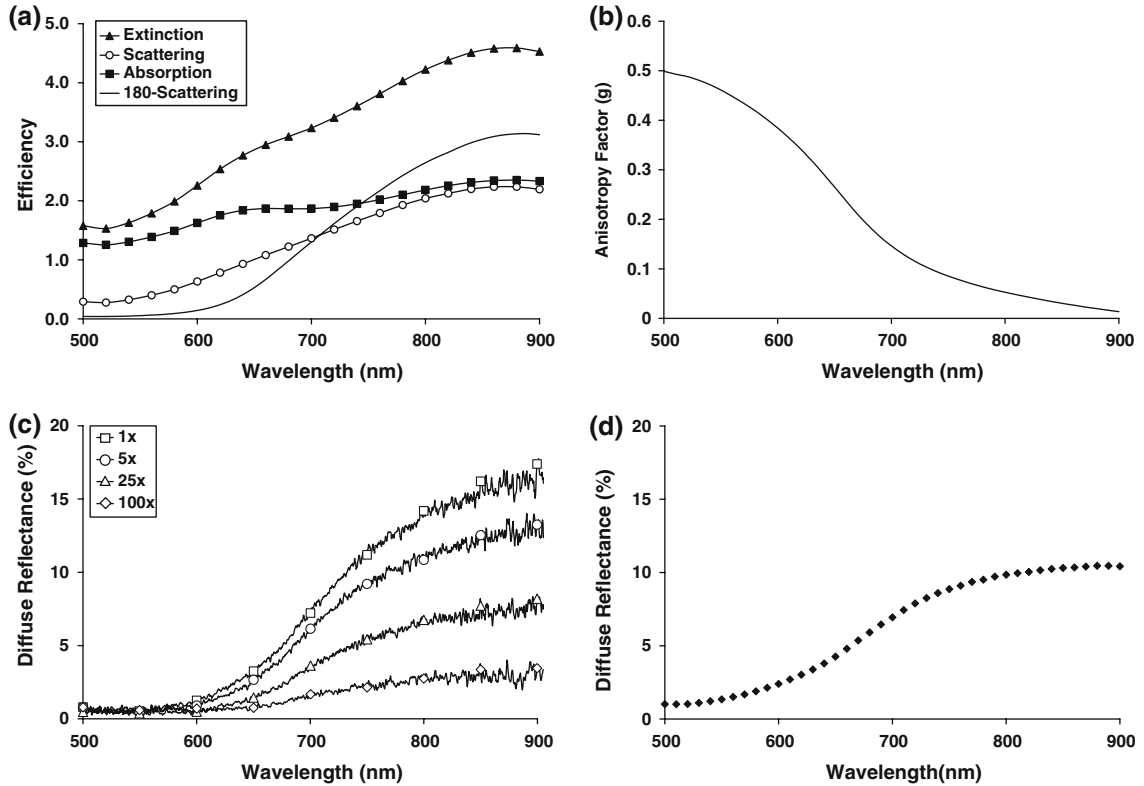 (a)
5.0
4.0
3.0
2.0
1.0
0.0
Efficiency
Extinction
Scattering
Absorption
180-Scattering
500 600 700 800 900
Wavelength (nm)
(b)
0.6
0.5
0.4
0.3
0.2
0.1
0
Anisotropy Factor (g)
500 600 700 800 900
Wavelength (nm)
(c)
20
15
10
5
0
Diffuse Reflectance (%)
1x
5x
25x
100x
500 600 700 800 900
Wavelength (nm)
(d)
20
15
10
5
0
Diffuse Reflectance (%)
500 600 700 800 900
Wavelength(nm)